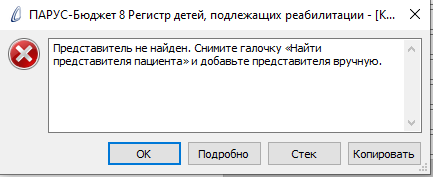 ПАРУС-Бюджет 8 Регистр детей, подлежащих реабилитации - [К...
Представитель не найден. Снимите галочку «Найти
представителя пациента» и добавьте представителя вручную.
ОК
Подробно
Стек
Копировать